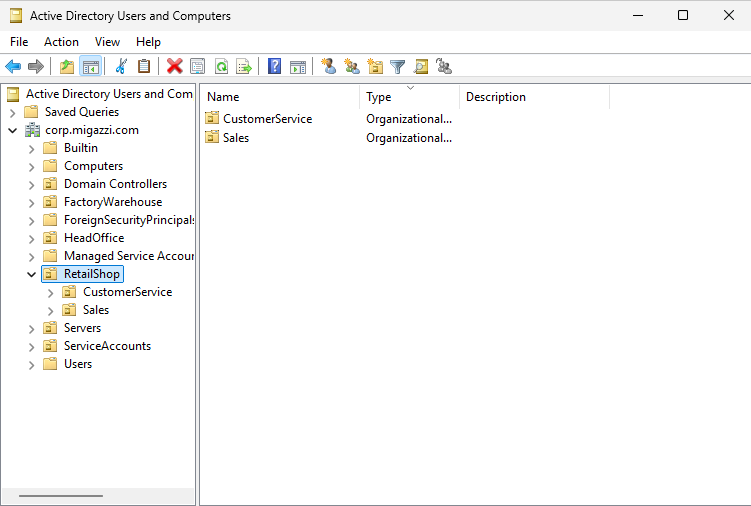 Active Directory Users and Computers
File Action View Help
Active Directory Users and Com
Saved Queries
corp.migazzi.com
Builtin
Computers
Domain Controllers
FactoryWarehouse
ForeignSecurityPrincipals
HeadOffice
Managed Service Accour
RetailShop
CustomerService
Sales
Servers
ServiceAccounts
Users
Name Type Description
CustomerService Organizational...
Sales Organizational...